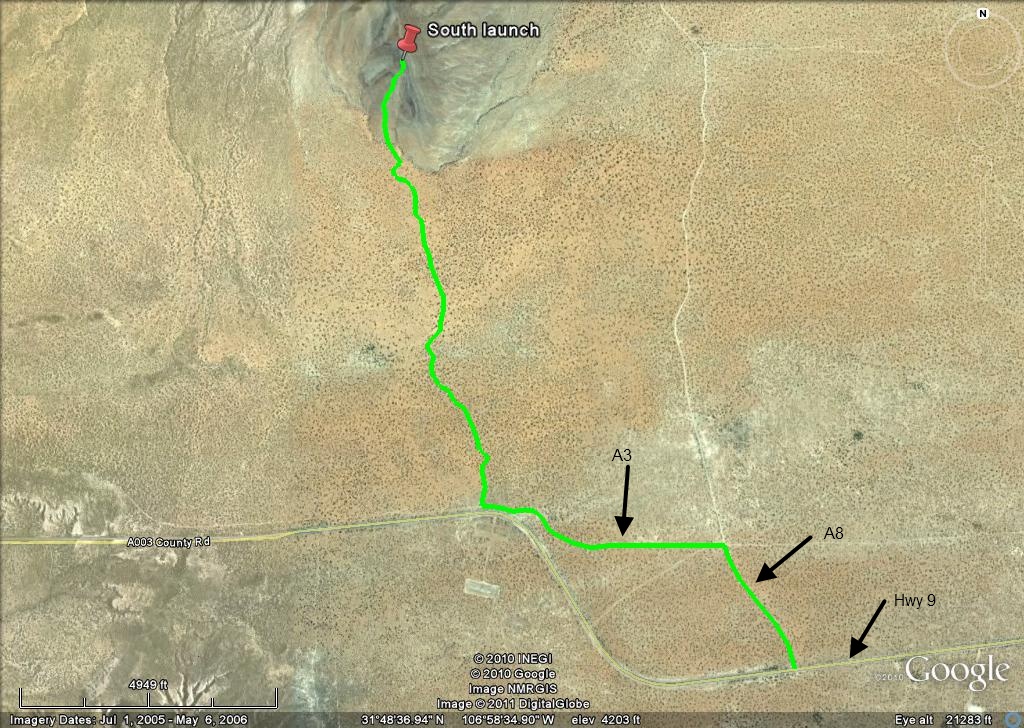 N
South launch
A3
A8
A003 County Rd
Hwy 9
© 2010 INEGI
© 2010 Google
Image NMRGIS
Image © 2011 DigitalGlobe
©2010 Google
4949 ft
Imagery Dates: Jul 1, 2005 - May 6, 2006
31°48'36.94" N 106°58'34.90" W elev 4203 ft
Eye alt 21283 ft